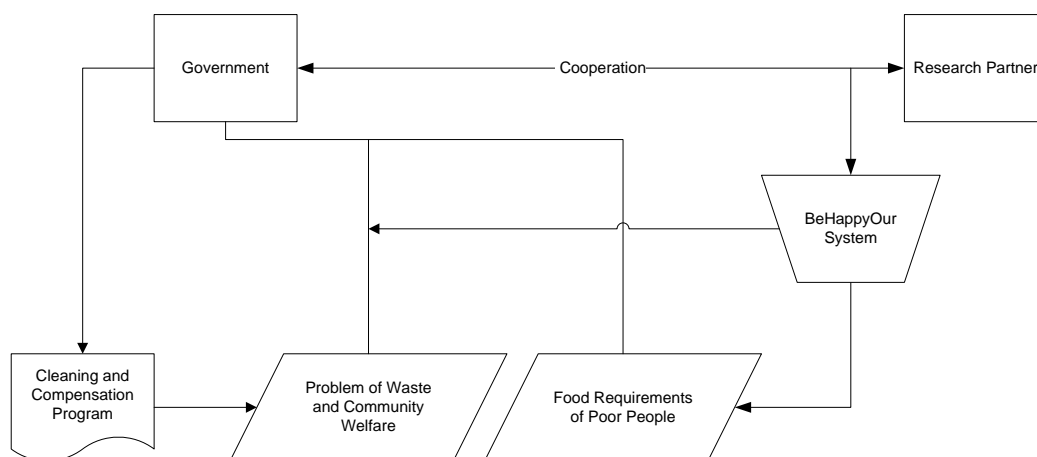 Government
Cooperation
Research Partner
BeHappyOur
System
Cleaning and
Compensation
Program
Problem of Waste
and Community
Welfare
Food Requirements
of Poor People